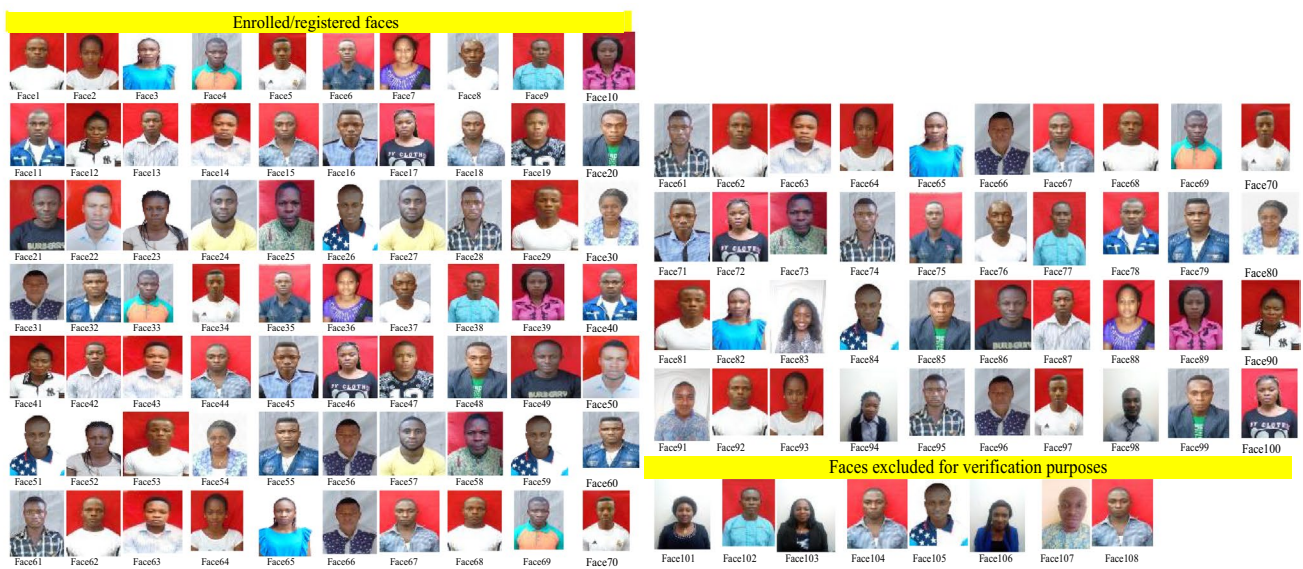 Enrolled/registered faces
Face1 Face2 Face3 Face4 Face5 Face6 Face7 Face8 Face9 Face10
Face11 Face12 Face13 Face14 Face15 Face16 Face17 Face18 Face19 Face20
Face21 Face22 Face23 Face24 Face25 Face26 Face27 Face28 Face29 Face30
Face31 Face32 Face33 Face34 Face35 Face36 Face37 Face38 Face39 Face40
Face41 Face42 Face43 Face44 Face45 Face46 Face47 Face48 Face49 Face50
Face51 Face52 Face53 Face54 Face55 Face56 Face57 Face58 Face59 Face60
Face61 Face62 Face63 Face64 Face65 Face66 Face67 Face68 Face69 Face70
Face61 Face62 Face63 Face64 Face65 Face66 Face67 Face68 Face69 Face70
Face71 Face72 Face73 Face74 Face75 Face76 Face77 Face78 Face79 Face80
Face81 Face82 Face83 Face84 Face85 Face86 Face87 Face88 Face89 Face90
Face91 Face92 Face93 Face94 Face95 Face96 Face97 Face98 Face99 Face100
Faces excluded for verification purposes
Face101 Face102 Face103 Face104 Face105 Face106 Face107 Face108